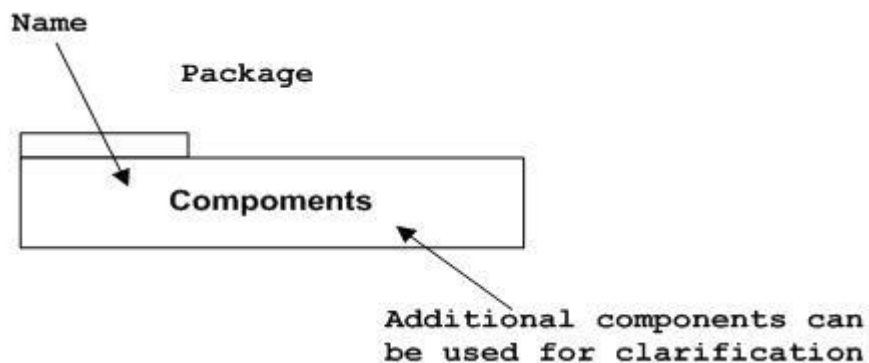 Name
Package
Compoments
Additional components can
be used for clarification